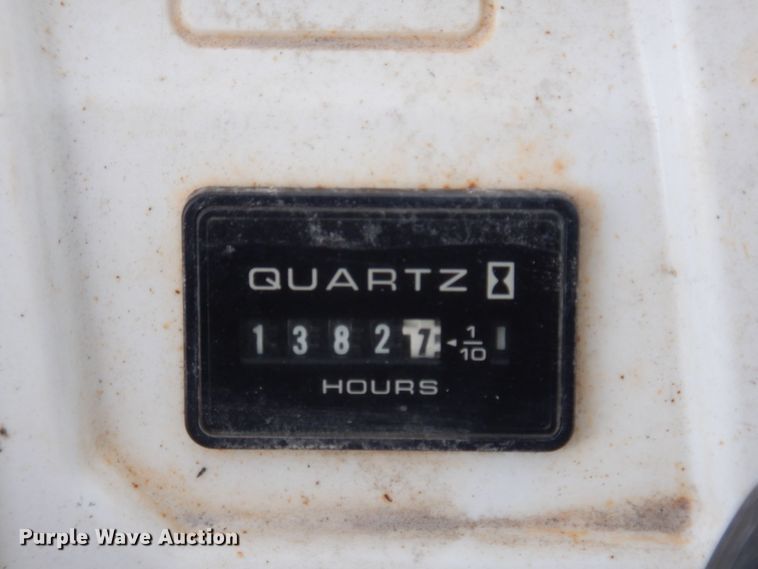 QUARTZ
1 3 8 2 7 ◄ 1/10
HOURS
Purple Wave Auction